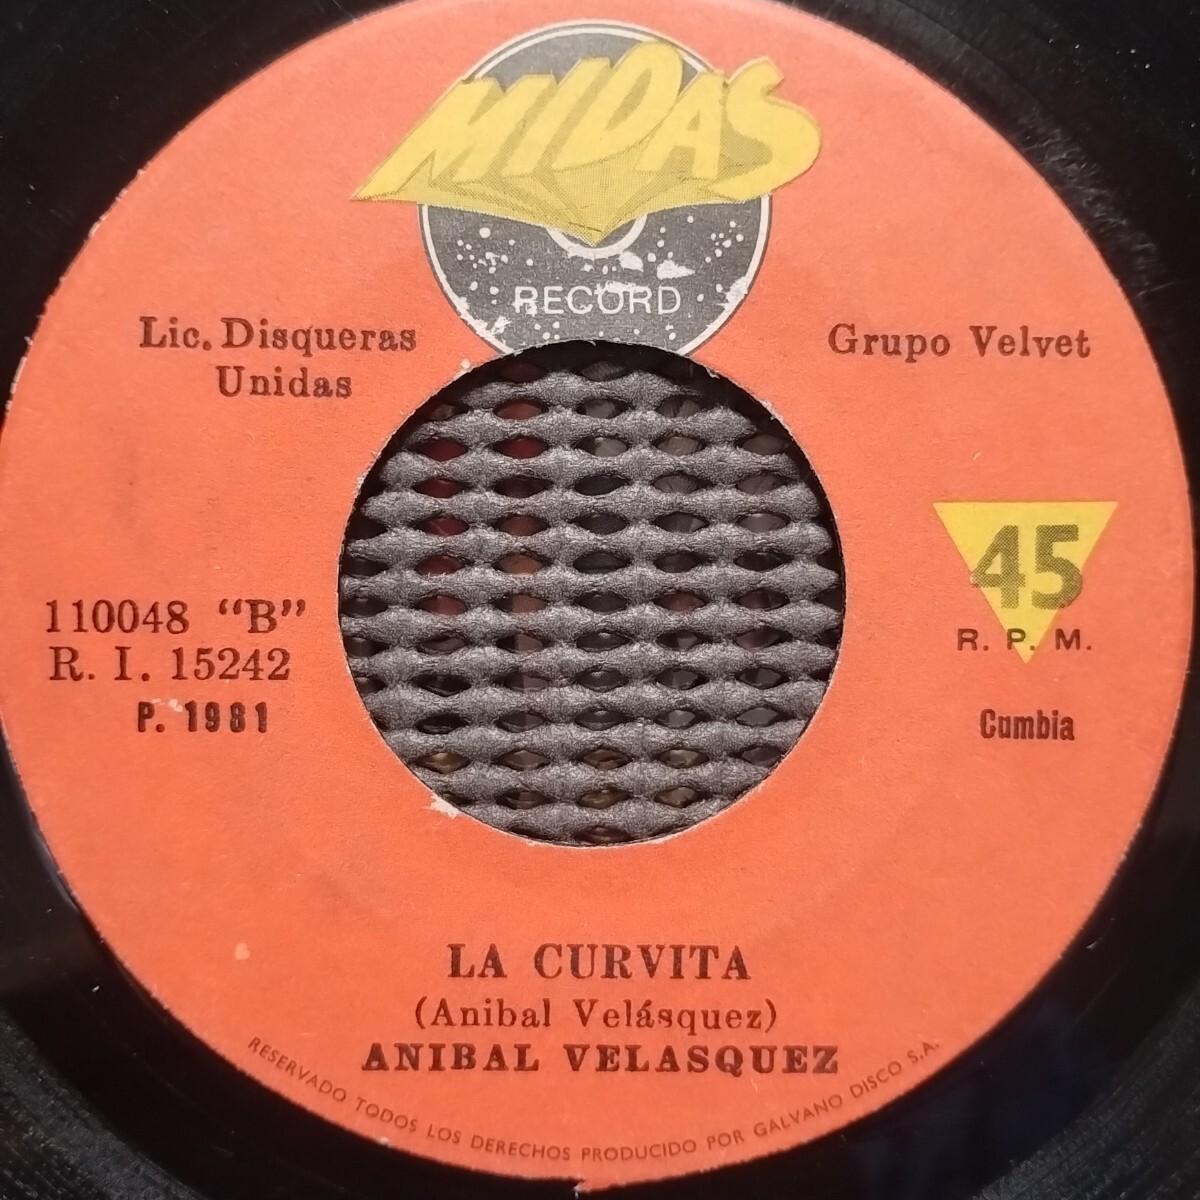 MIDAS
RECORD
Lic. Disqueras
Unidas
Grupo Velvet
45
R. P. M.
Cumbia
110048 “B”
R. I. 15242
P. 1981
LA CURVITA
(Anibal Velásquez)
ANIBAL VELASQUEZ
RESERVADO TODOS LOS DERECHOS PRODUCIDO POR GALVANO DISCO S.A.